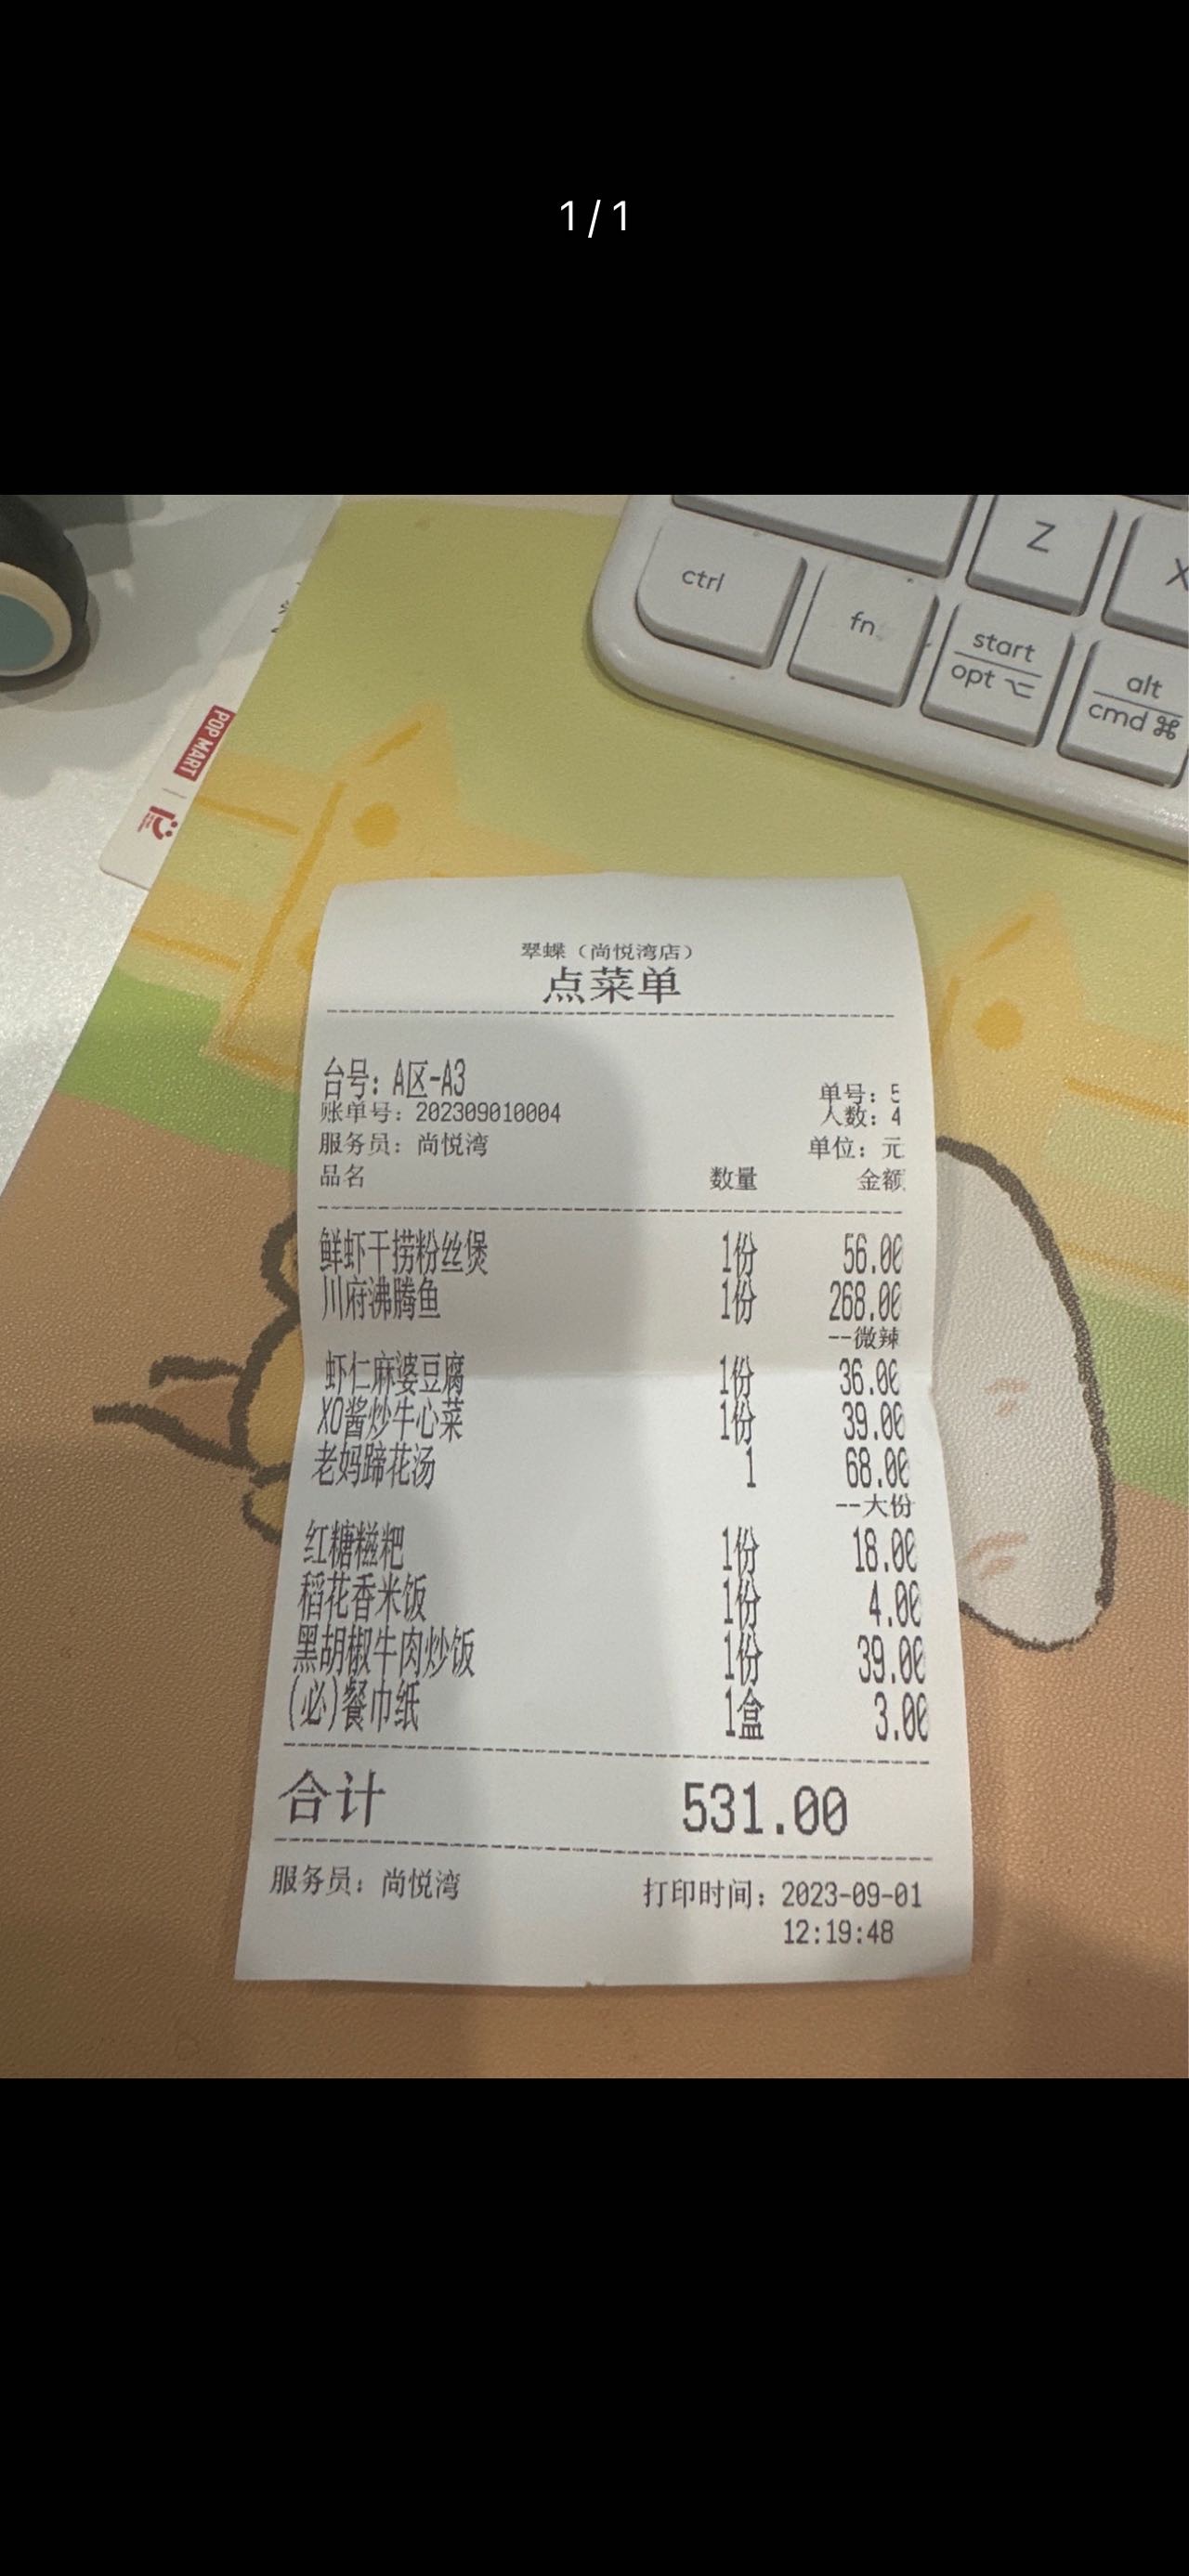 1/1
ctrl
fn
start
opt ⌥
alt
cmd ⌘
Z
X
POP MART
翠蝶（尚悦湾店）
点菜单
台号：A区-A3
单号：5
账单号：202309010004
人数：4
服务员：尚悦湾
单位：元
品名 数量 金额
鲜虾干捞粉丝煲 1份 56.00
川府沸腾鱼 1份 268.00
--微辣
虾仁麻婆豆腐 1份 36.00
XO酱炒牛心菜 1份 39.00
老妈蹄花汤 1 68.00
--大份
红糖糍粑 1份 18.00
稻花香米饭 1份 4.00
黑胡椒牛肉炒饭 1份 39.00
(必)餐巾纸 1盒 3.00
合计 531.00
服务员：尚悦湾 打印时间：2023-09-01
12:19:48